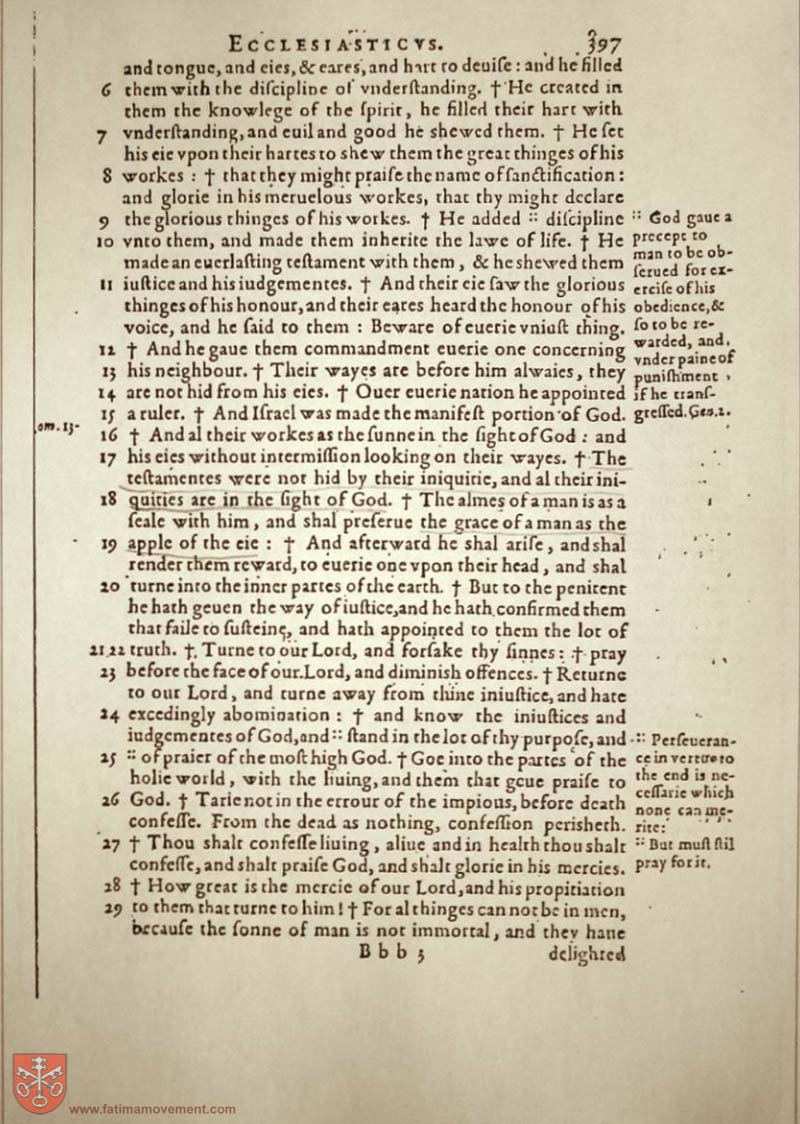 ECCLESIASTICVS. 397
and tongue, and eies, & eares, and hart to deuiſe : and he filled
6 them with the diſcipline of vnderſtanding. † He created in
them the knowlege of the ſpirit, he filled their hart with
7 vnderſtanding, and euil and good he shewed them. † He ſet
his eie vpon their hartes to shew them the great thinges of his
8 workes : † that they might praiſe the name of ſanctification :
and glorie in his meruelous workes, that thy might declare
9 the glorious thinges of his workes. † He added :: diſcipline
10 vnto them, and made them inherite the lawe of life. † He
made an euerlaſting teſtament with them, & he shewed them
11 iuſtice and his iudgementes. † And their eie ſaw the glorious
thinges of his honour, and their eares heard the honour of his
voice, and he ſaid to them : Beware of euerie vniuſt thing.
12 † And he gaue them commandment euerie one concerning
13 his neighbour. † Their wayes are before him alwaies, they
14 are not hid from his eies. † Ouer euerie nation he appointed
15 a ruler. † And Iſrael was made the manifeſt portion of God.
16 † And al their workes as the ſunne in the ſight of God : and
17 his eies without intermiſſion looking on their wayes. † The
teſtamentes were not hid by their iniquitie, and al their ini-
18 quities are in the ſight of God. † The almes of a man is as a
ſeale with him, and shal preſerue the grace of a man as the
19 apple of the eie : † And afterward he shal ariſe, and shal
render them reward, to euerie one vpon their head, and shal
20 turne into the inner partes of the earth. † But to the penitent
he hath geuen the way of iuſtice, and he hath confirmed them
that faile to ſuſteine, and hath appointed to them the lot of
21.22 truth. † Turne to our Lord, and forſake thy ſinnes : † pray
23 before the face of our Lord, and diminish offences. † Returne
to our Lord, and turne away from thine iniuſtice, and hate
24 excedingly abomination : † and know the iniuſtices and
iudgementes of God, and :: ſtand in the lot of thy purpoſe, and
25 :: of praier of the moſt high God. † Goe into the partes of the
holie world, with the liuing, and them that geue praiſe to
26 God. † Tarie not in the errour of the impious, before death
confeſſe. From the dead as nothing, confeſſion perisheth.
27 † Thou shalt confeſſe liuing, aliue and in health thou shalt
confeſſe, and shalt praiſe God, and shalt glorie in his mercies.
28 † How great is the mercie of our Lord, and his propitiation
29 to them that turne to him! † For al thinges can not be in men,
becauſe the ſonne of man is not immortal, and they haue
Bbb 3 delighted
om. 13.
:: God gaue a
precept to
man to be ob-
ſerued for ex-
erciſe of his
obedience, &
ſo to be re-
warded, and,
vnder paine of
punishment
if he tranſ-
greſſed. Gen. 2.
:: Perſeueran-
ce in vertue to
the end is ne-
ceſſarie which
none can me-
rite:
:: But muſt ſtil
pray for it.
www.fatimamovement.com